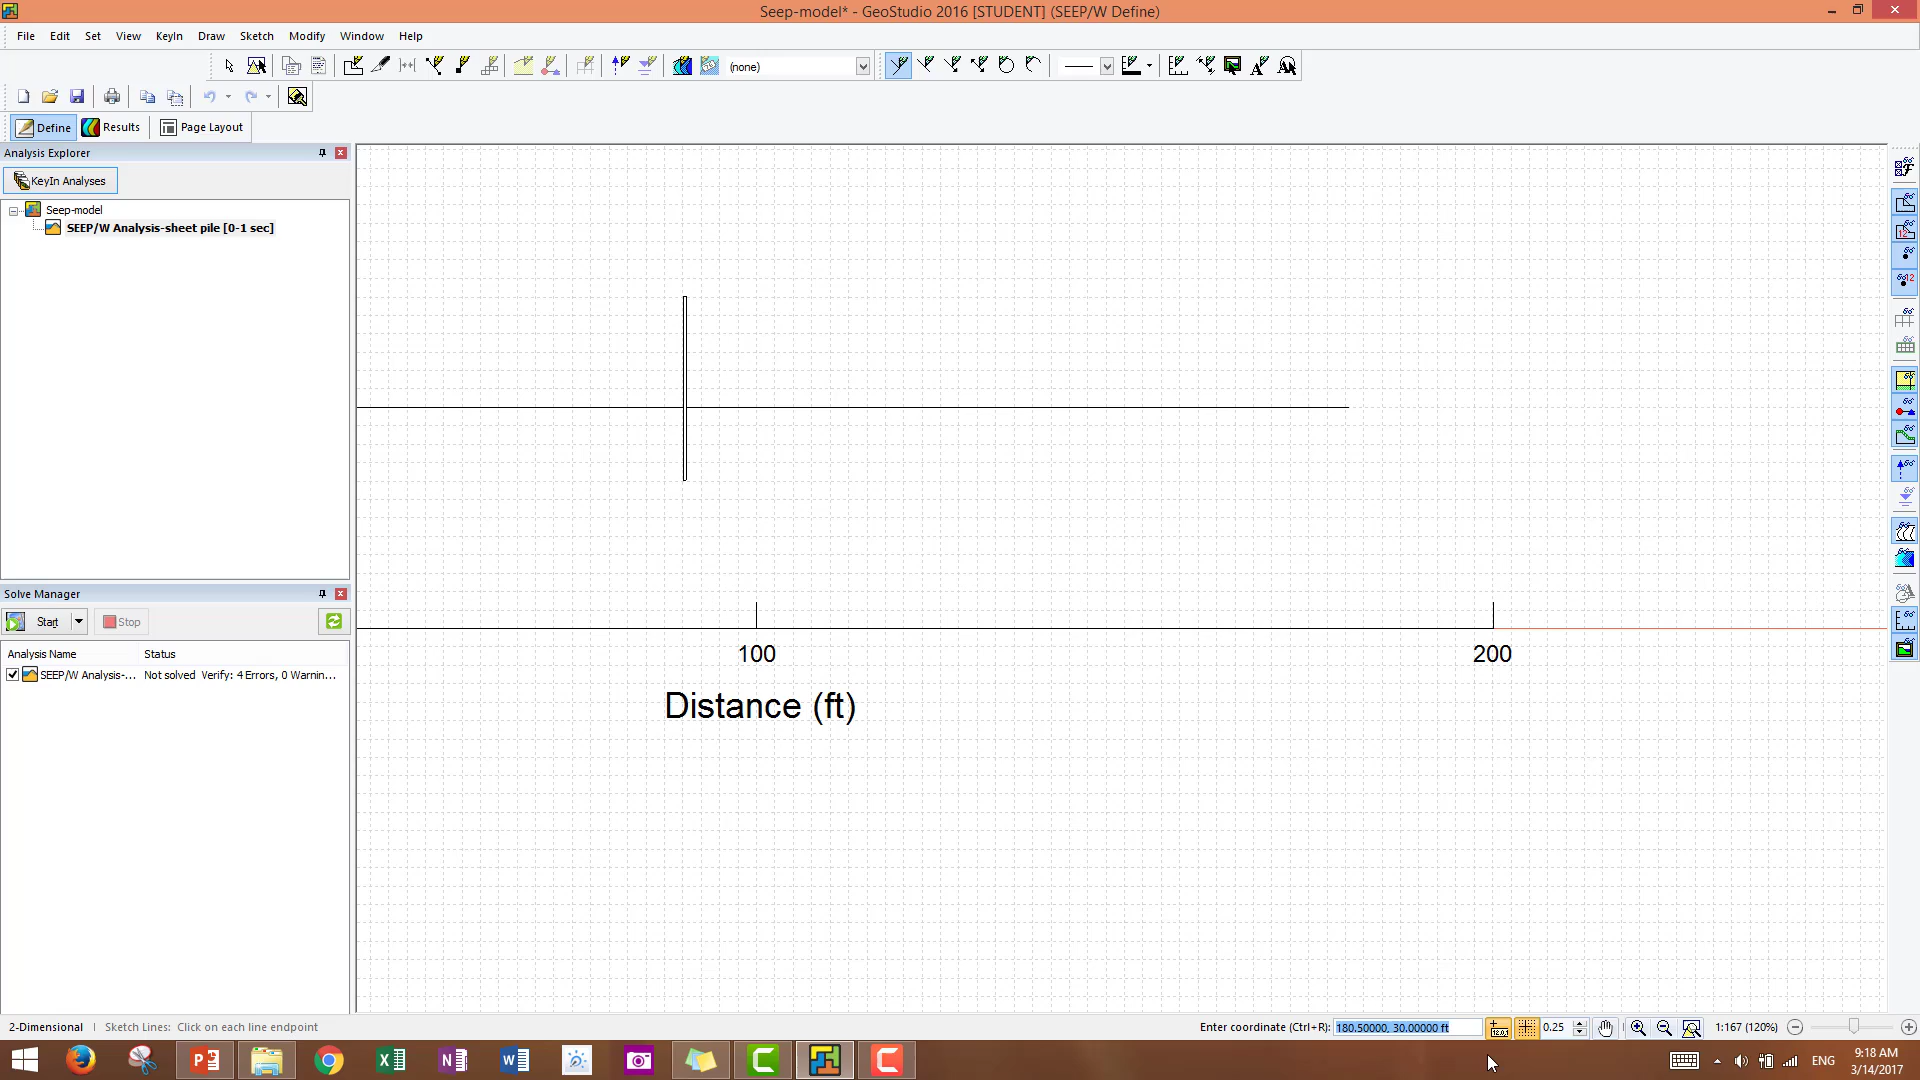 Seep-model* - GeoStudio 2016 [STUDENT] (SEEP/W Define)
File Edit Set View KeyIn Draw Sketch Modify Window Help
(none)
Define Results Page Layout
Analysis Explorer
KeyIn Analyses
Seep-model
SEEP/W Analysis-sheet pile [0-1 sec]
Solve Manager
Start Stop
Analysis Name Status
SEEP/W Analysis-... Not solved Verify: 4 Errors, 0 Warnin...
100 200
Distance (ft)
2-Dimensional Sketch Lines: Click on each line endpoint Enter coordinate (Ctrl+R): 180.50000, 30.00000 ft 0.25 1:167 (120%)
ENG 9:18 AM
3/14/2017